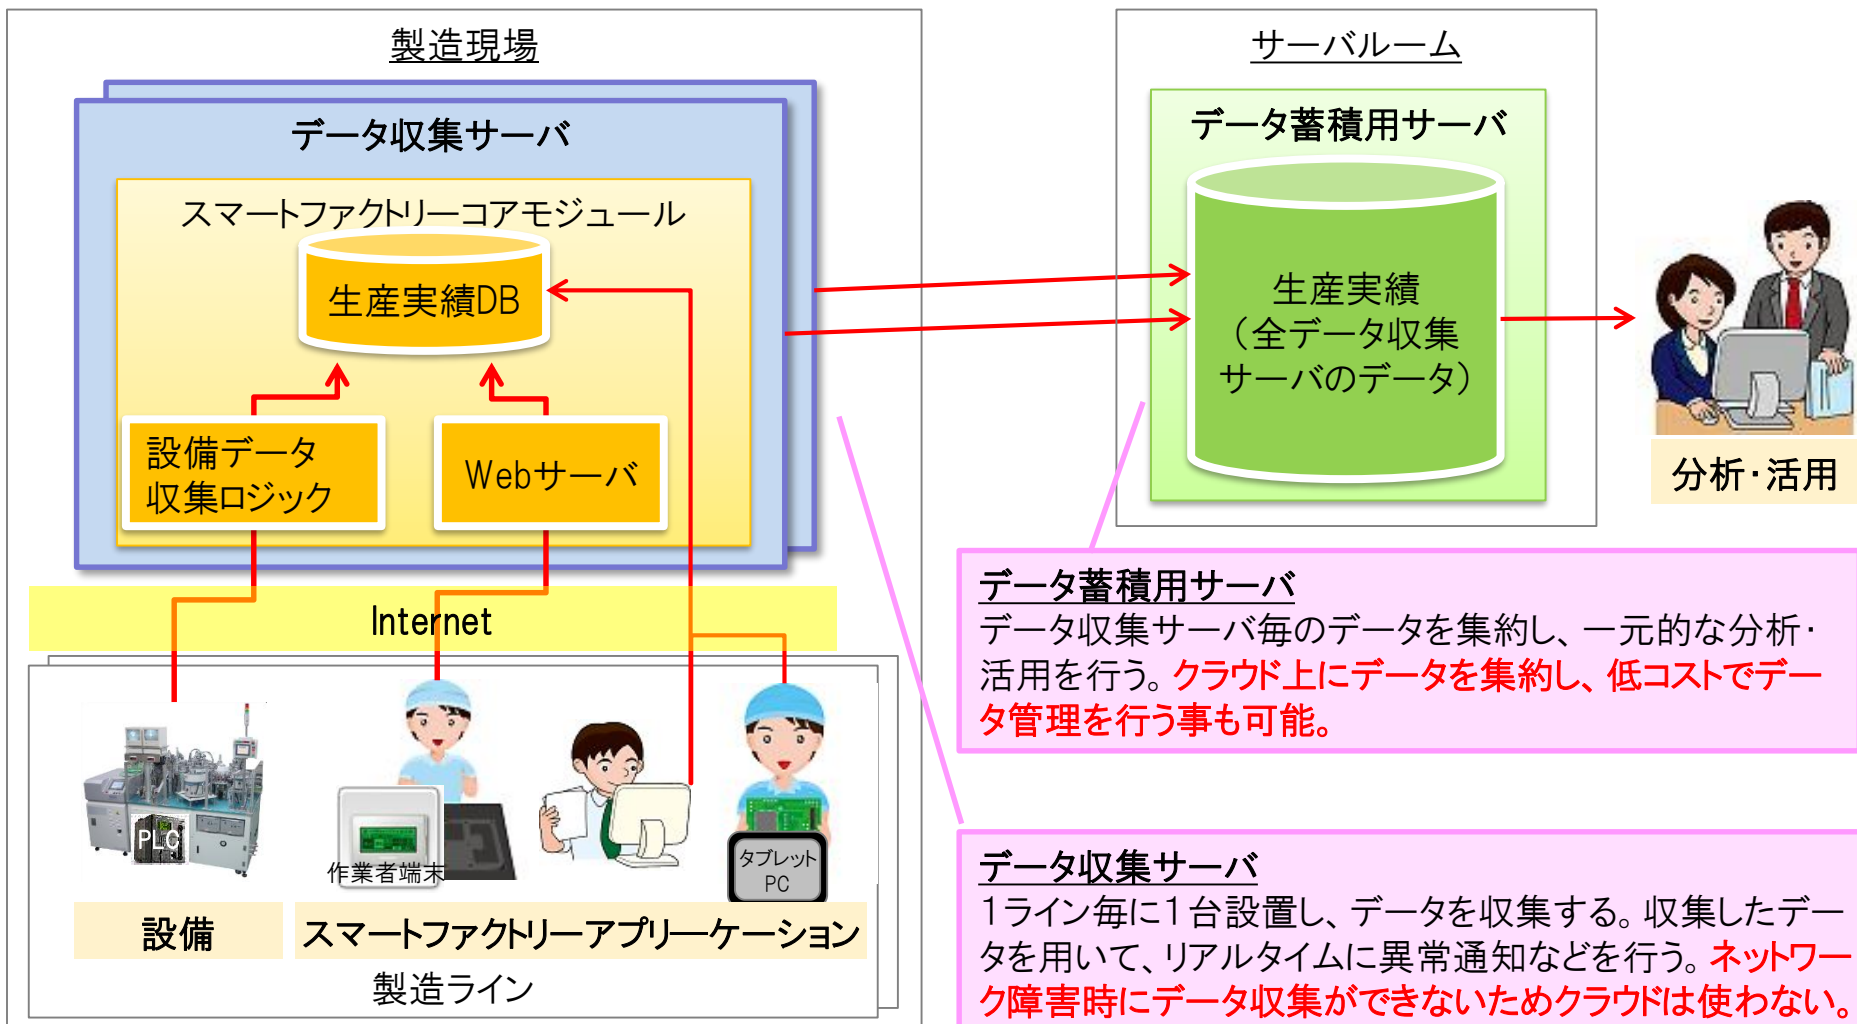 製造現場
データ収集サーバ
スマートファクトリーコアモジュール
生産実績DB
設備データ
収集ロジック
Webサーバ
Internet
PLC
作業者端末
タブレット
PC
設備
スマートファクトリーアプリーケーション
製造ライン
サーバルーム
データ蓄積用サーバ
生産実績
（全データ収集
サーバのデータ）
分析・活用
データ蓄積用サーバ
データ収集サーバ毎のデータを集約し、一元的な分析・
活用を行う。クラウド上にデータを集約し、低コストでデー
タ管理を行う事も可能。
データ収集サーバ
１ライン毎に１台設置し、データを収集する。収集したデー
タを用いて、リアルタイムに異常通知などを行う。ネットワー
ク障害時にデータ収集ができないためクラウドは使わない。